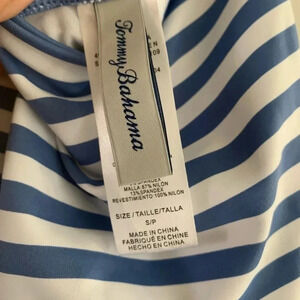 Tommy Bahama
MALLA:87% NILON
13%SPANDEX
REVESTIMIENTO 100% NILON
SIZE/TAILLE/TALLA
S/P
MADE IN CHINA
FABRIQUÉ EN CHINE
HECHO EN CHINA